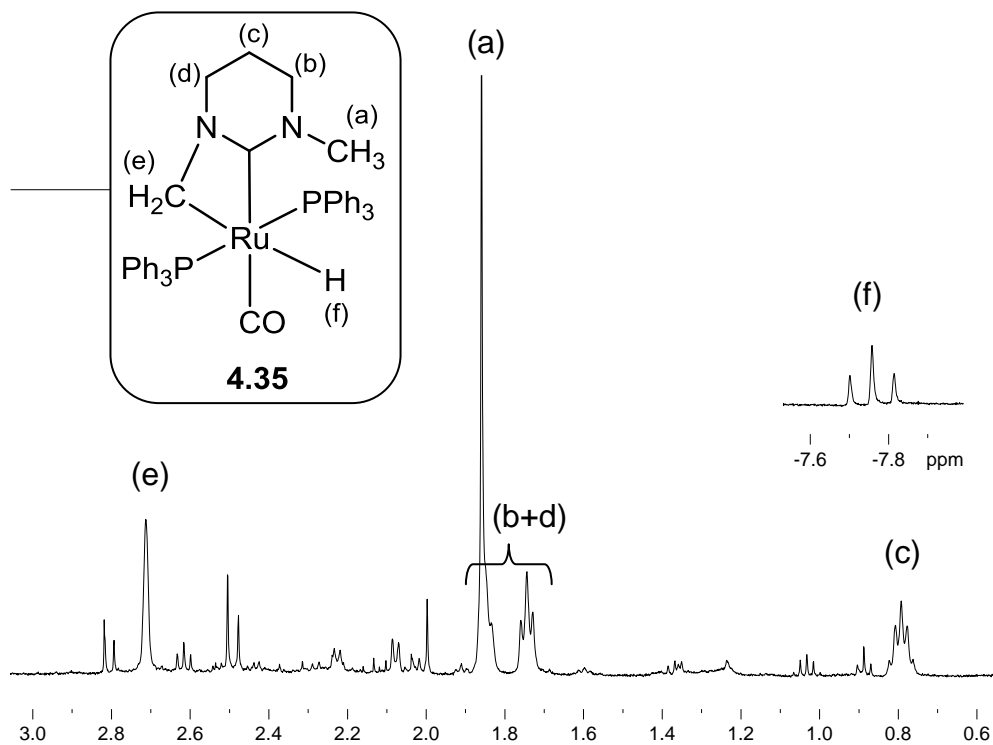 (c)
(d)
(b)
N
N
(a)
CH3
(e)
H2C
PPh3
Ru
Ph3P
H
(f)
CO
4.35
(a)
(f)
-7.6
-7.8
ppm
(e)
(b+d)
(c)
3.0 2.8 2.6 2.4 2.2 2.0 1.8 1.6 1.4 1.2 1.0 0.8 0.6